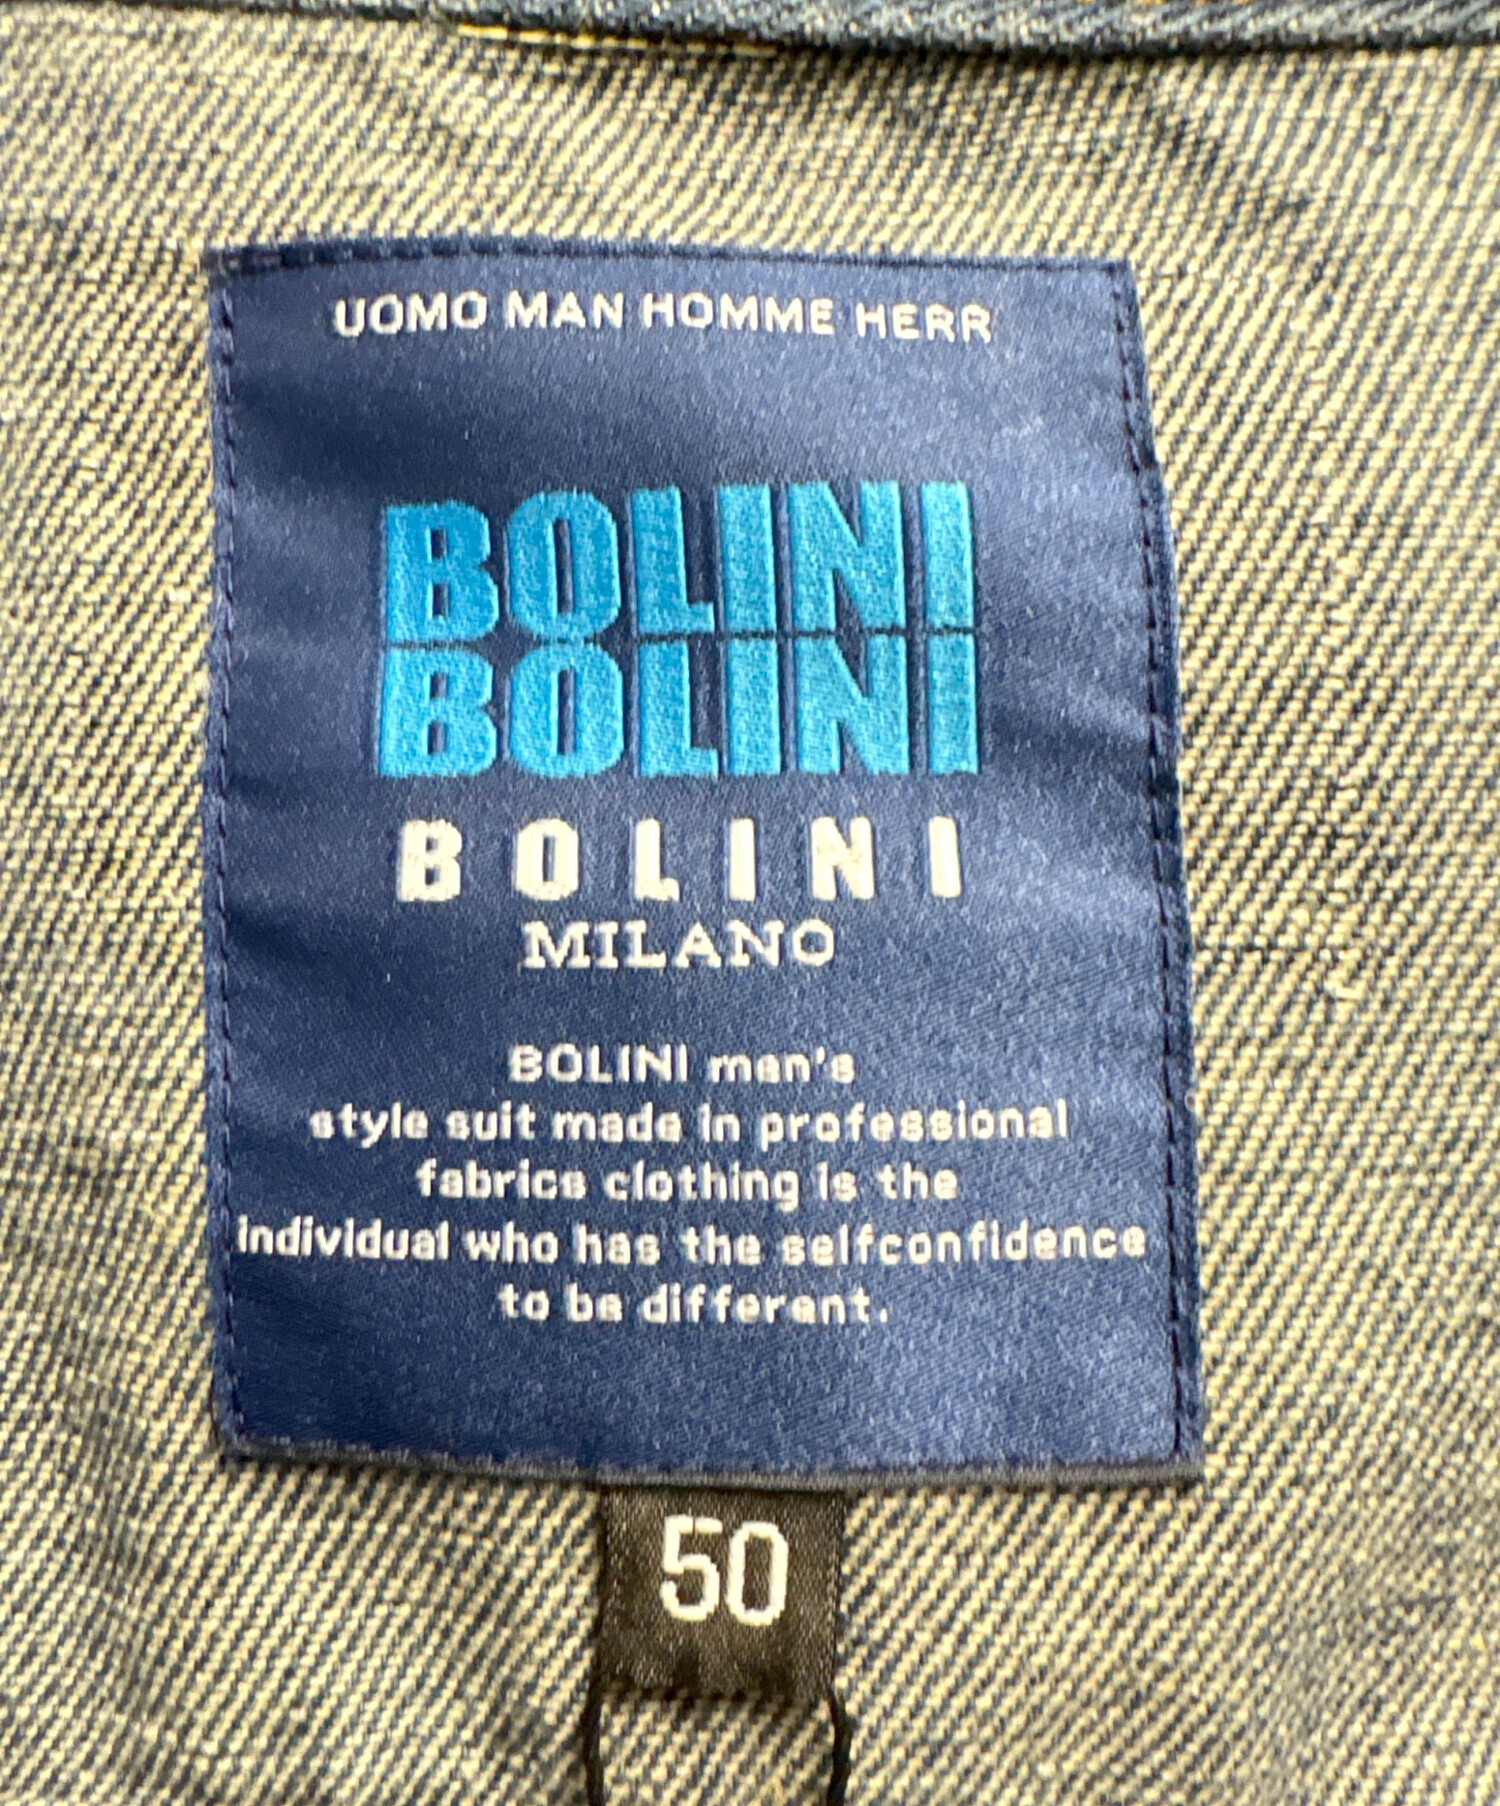 UOMO MAN HOMME HERR
BOLINI
BOLINI
BOLINI
MILANO
BOLINI men's
style suit made in professional
fabrics clothing is the
individual who has the selfconfidence
to be different.
50